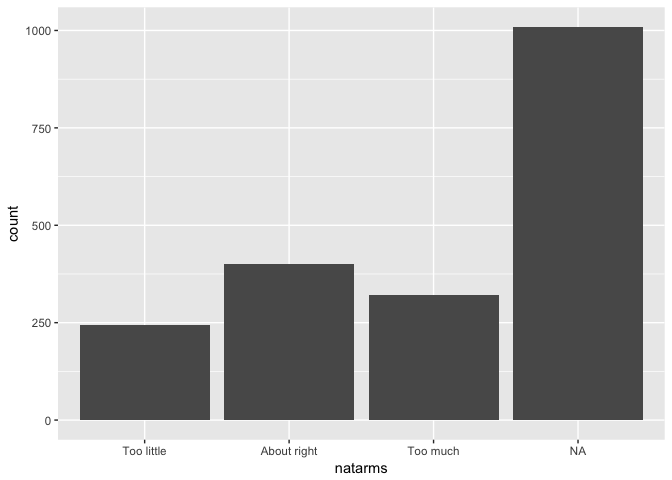 1000
750
500
250
0
count
Too little
About right
Too much
NA
natarms